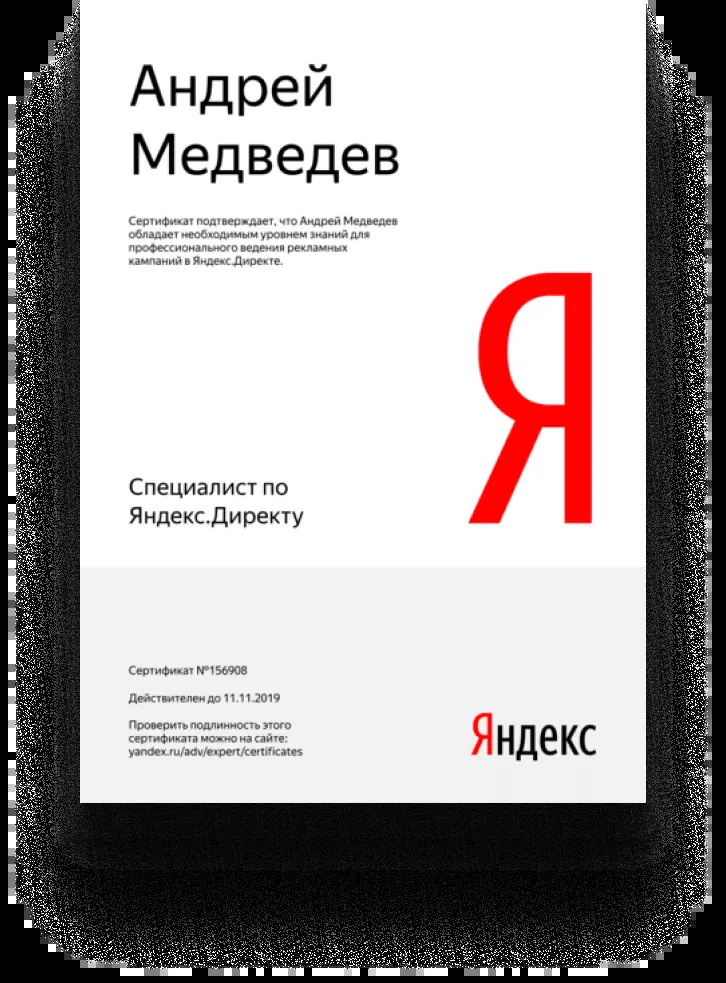 Андрей
Медведев
Сертификат подтверждает, что Андрей Медведев
обладает необходимым уровнем знаний для
профессионального ведения рекламных
кампаний в Яндекс.Директе.
Я
Специалист по
Яндекс.Директу
Сертификат №156908
Действителен до 11.11.2019
Проверить подлинность этого
сертификата можно на сайте:
yandex.ru/adv/expert/certificates
Яндекс